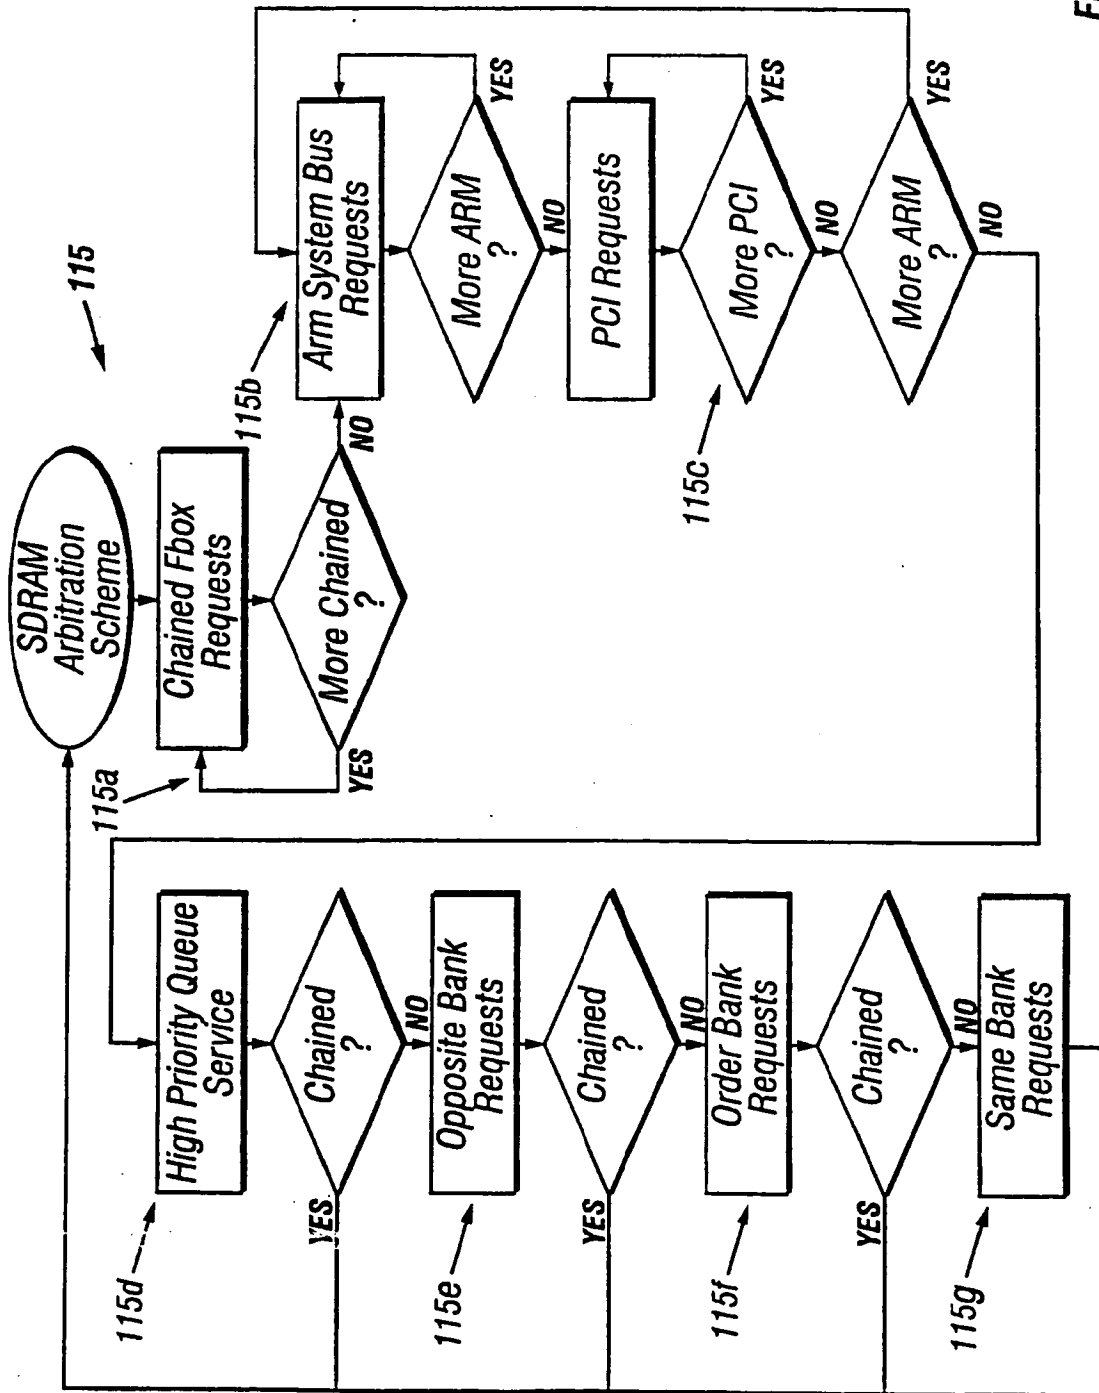 115
SDRAM
Arbitration
Scheme
115a
Chained Fbox
Requests
More Chained
?
YES
NO
115b
Arm System Bus
Requests
More ARM
?
YES
NO
PCI Requests
115c
More PCI
?
YES
NO
More ARM
?
YES
NO
115d
High Priority Queue
Service
Chained
?
YES
NO
115e
Opposite Bank
Requests
Chained
?
YES
NO
115f
Order Bank
Requests
Chained
?
YES
NO
115g
Same Bank
Requests